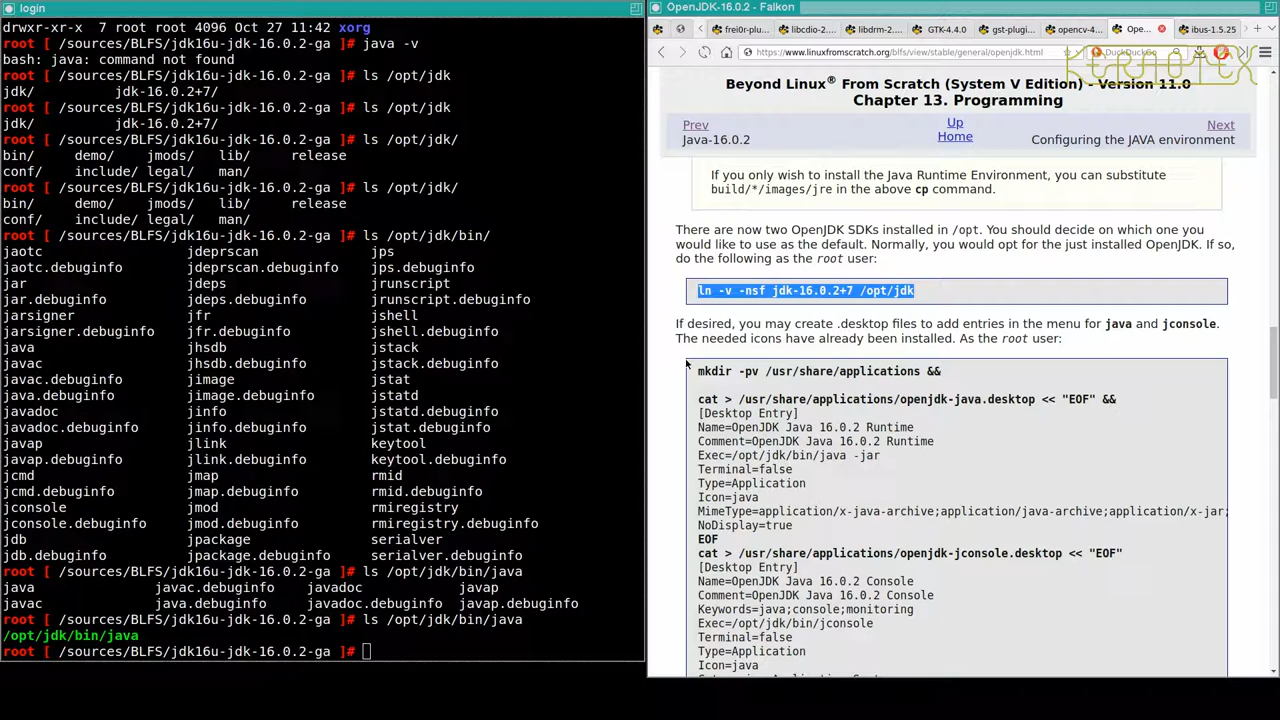 login
drwxr-xr-x  7 root root 4096 Oct 27 11:42 xorg
root [ /sources/BLFS/jdk16u-jdk-16.0.2-ga ]# java -v
bash: java: command not found
root [ /sources/BLFS/jdk16u-jdk-16.0.2-ga ]# ls /opt/jdk
jdk/ jdk-16.0.2+7/
root [ /sources/BLFS/jdk16u-jdk-16.0.2-ga ]# ls /opt/jdk
jdk/ jdk-16.0.2+7/
root [ /sources/BLFS/jdk16u-jdk-16.0.2-ga ]# ls /opt/jdk/
bin/ demo/ jmods/ lib/ release
conf/ include/ legal/ man/
root [ /sources/BLFS/jdk16u-jdk-16.0.2-ga ]# ls /opt/jdk/
bin/ demo/ jmods/ lib/ release
conf/ include/ legal/ man/
root [ /sources/BLFS/jdk16u-jdk-16.0.2-ga ]# ls /opt/jdk/bin/
jaotc jdeprscan jps
jaotc.debuginfo jdeprscan.debuginfo jps.debuginfo
jar jdeps jrunscript
jar.debuginfo jdeps.debuginfo jrunscript.debuginfo
jarsigner jfr jshell
jarsigner.debuginfo jfr.debuginfo jshell.debuginfo
java jhsdb jstack
javac jhsdb.debuginfo jstack.debuginfo
javac.debuginfo jimage jstat
java.debuginfo jimage.debuginfo jstatd
javadoc jinfo jstatd.debuginfo
javadoc.debuginfo jinfo.debuginfo jstat.debuginfo
javap jlink keytool
javap.debuginfo jlink.debuginfo keytool.debuginfo
jcmd jmap rmid
jcmd.debuginfo jmap.debuginfo rmid.debuginfo
jconsole jmod rmiregistry
jconsole.debuginfo jmod.debuginfo rmiregistry.debuginfo
jdb jpackage serialver
jdb.debuginfo jpackage.debuginfo serialver.debuginfo
root [ /sources/BLFS/jdk16u-jdk-16.0.2-ga ]# ls /opt/jdk/bin/java
java javac.debuginfo javadoc javap
javac java.debuginfo javadoc.debuginfo javap.debuginfo
root [ /sources/BLFS/jdk16u-jdk-16.0.2-ga ]# ls /opt/jdk/bin/java
/opt/jdk/bin/java
root [ /sources/BLFS/jdk16u-jdk-16.0.2-ga ]#
OpenJDK-16.0.2 - Falkon
frei0r-plu... libcdio-2... libdrm-2... GTK-4.4.0 gst-plugi... opencv-4... Ope... ibus-1.5.25
https://www.linuxfromscratch.org/blfs/view/stable/general/openjdk.html DuckDuckGo
KERNOTEX
Beyond Linux® From Scratch (System V Edition) - Version 11.0
Chapter 13. Programming
Prev Up Next
Java-16.0.2 Home Configuring the JAVA environment
If you only wish to install the Java Runtime Environment, you can substitute
build/*/images/jre in the above cp command.
There are now two OpenJDK SDKs installed in /opt. You should decide on which one you
would like to use as the default. Normally, you would opt for the just installed OpenJDK. If so,
do the following as the root user:
ln -v -nsf jdk-16.0.2+7 /opt/jdk
If desired, you may create .desktop files to add entries in the menu for java and jconsole.
The needed icons have already been installed. As the root user:
mkdir -pv /usr/share/applications &&
cat > /usr/share/applications/openjdk-java.desktop << "EOF" &&
[Desktop Entry]
Name=OpenJDK Java 16.0.2 Runtime
Comment=OpenJDK Java 16.0.2 Runtime
Exec=/opt/jdk/bin/java -jar
Terminal=false
Type=Application
Icon=java
MimeType=application/x-java-archive;application/java-archive;application/x-jar;
NoDisplay=true
EOF
cat > /usr/share/applications/openjdk-jconsole.desktop << "EOF"
[Desktop Entry]
Name=OpenJDK Java 16.0.2 Console
Comment=OpenJDK Java 16.0.2 Console
Keywords=java;console;monitoring
Exec=/opt/jdk/bin/jconsole
Terminal=false
Type=Application
Icon=java